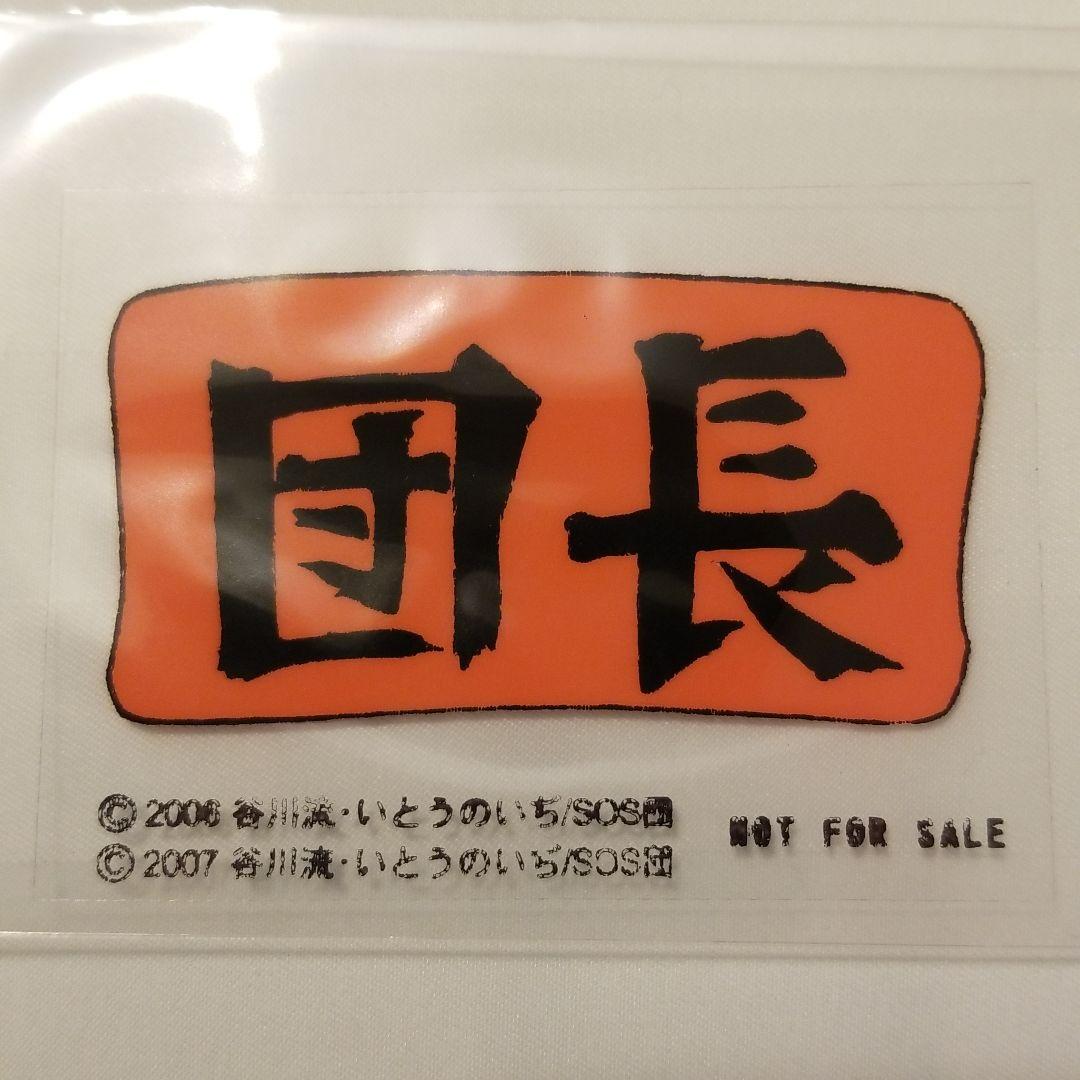 団長
©2006 谷川流・いとうのいぢ/SOS団
©2007 谷川流・いとうのいぢ/SOS団
NOT FOR SALE